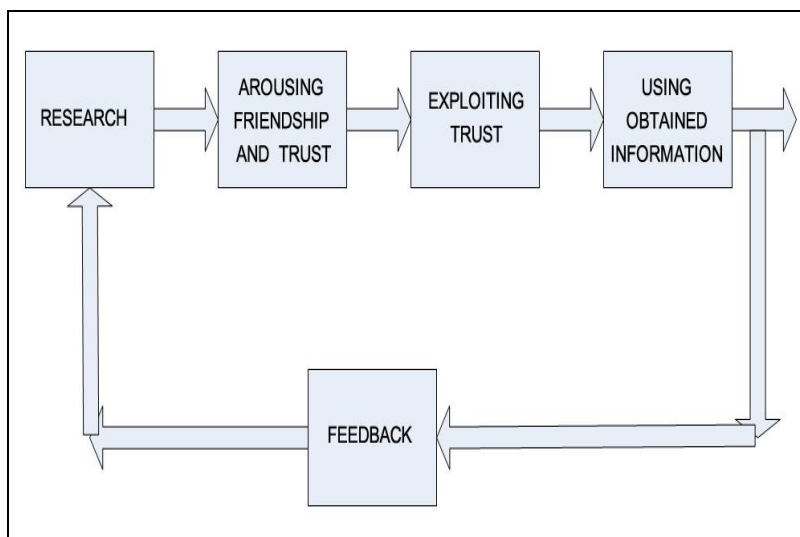 RESEARCH
AROUSING
FRIENDSHIP
AND TRUST
EXPLOITING
TRUST
USING
OBTAINED
INFORMATION
FEEDBACK